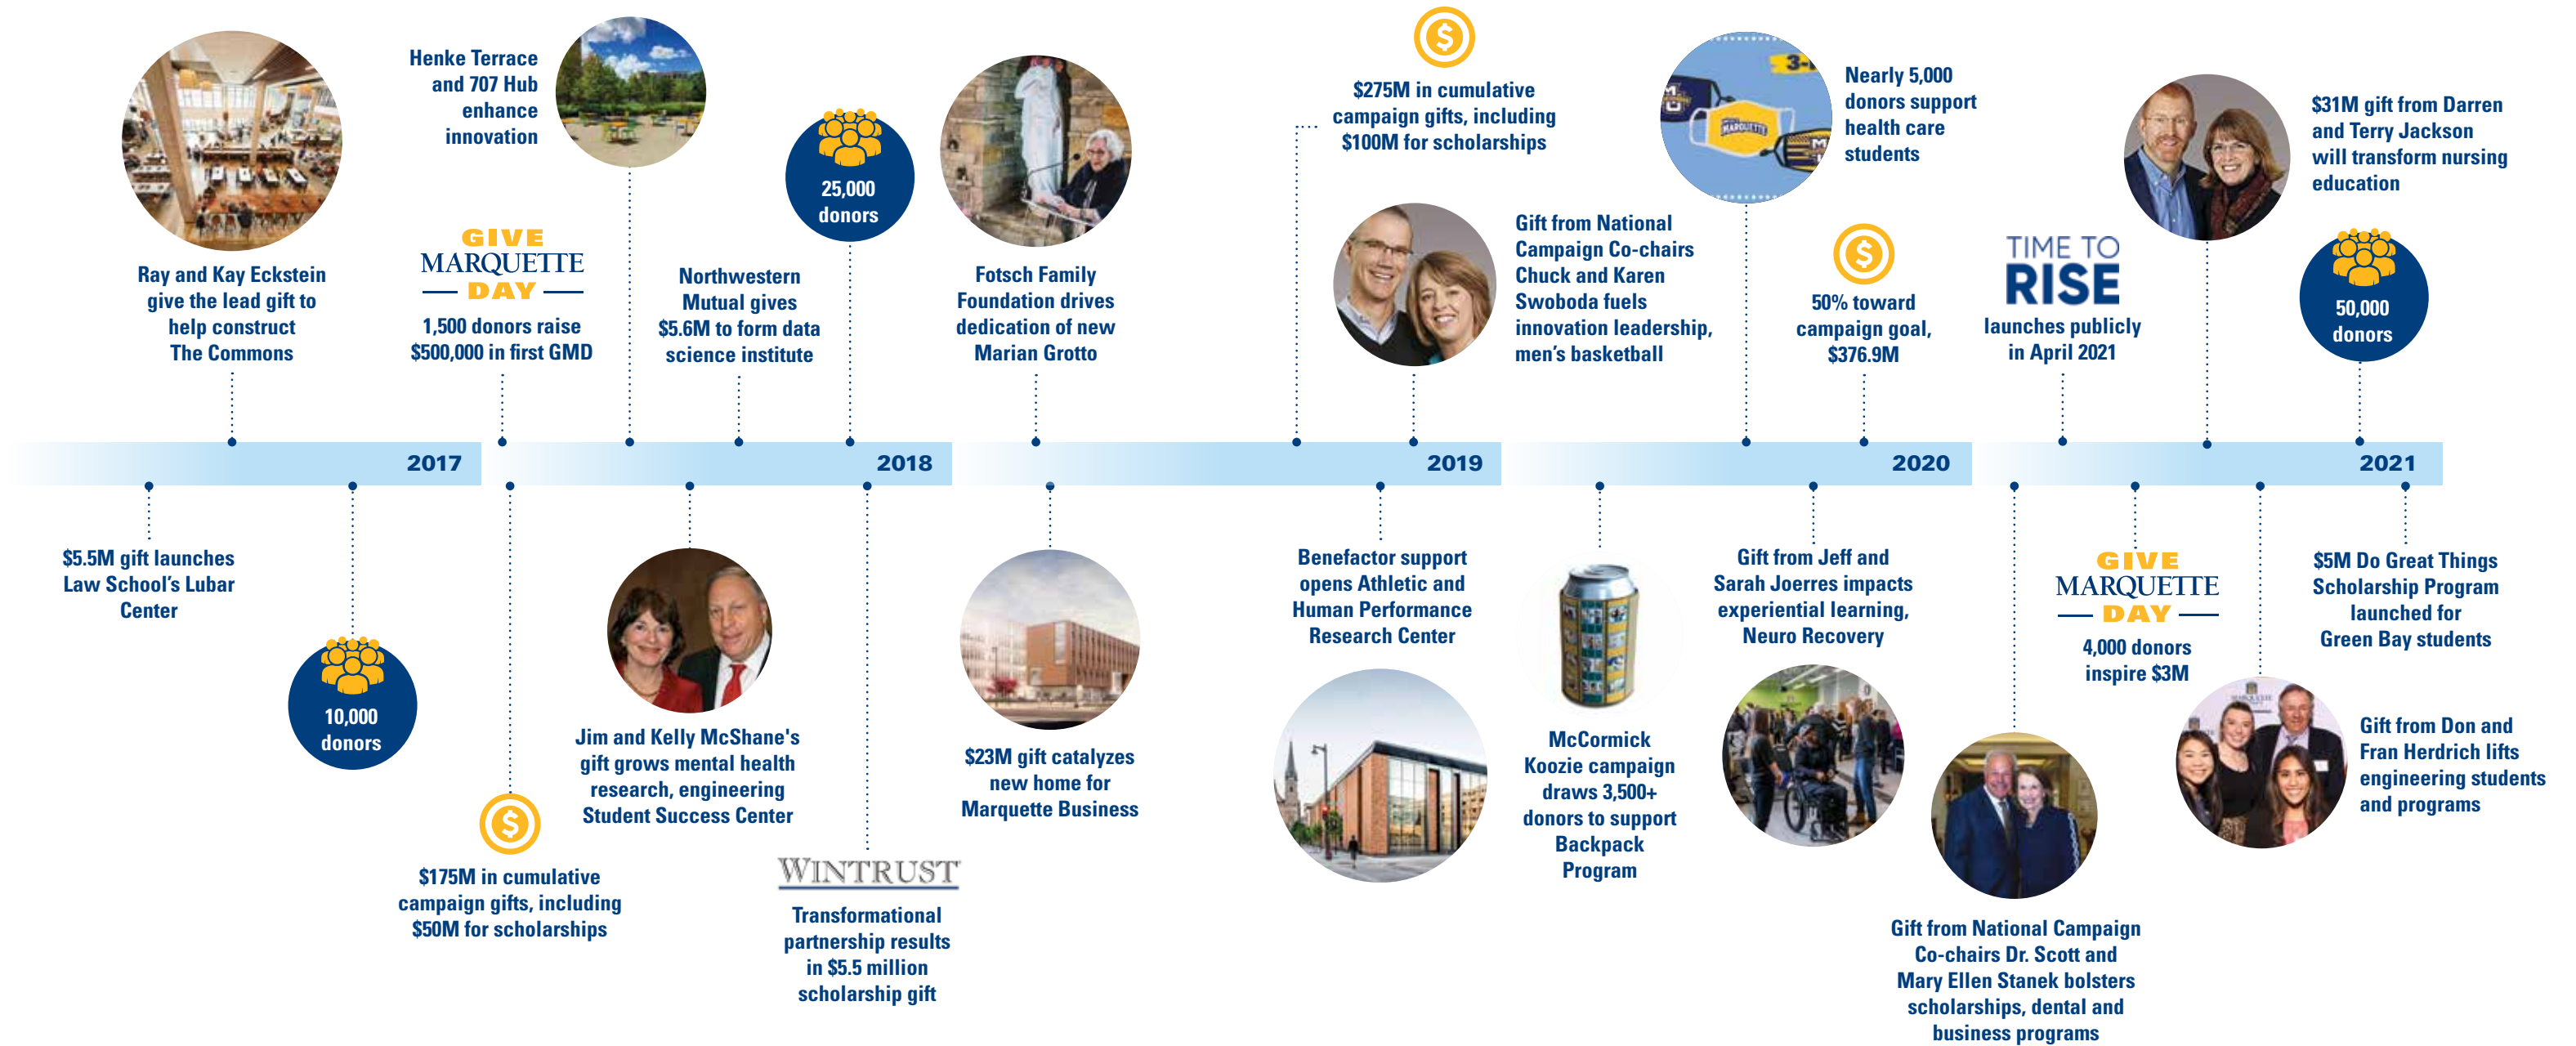 Ray and Kay Eckstein
give the lead gift to
help construct
The Commons
$5.5M gift launches
Law School’s Lubar
Center
10,000
donors
2017
GIVE
MARQUETTE
DAY
1,500 donors raise
$500,000 in first GMD
$175M in cumulative
campaign gifts, including
$50M for scholarships
Henke Terrace
and 707 Hub
enhance
innovation
Jim and Kelly McShane's
gift grows mental health
research, engineering
Student Success Center
Northwestern
Mutual gives
$5.6M to form data
science institute
25,000
donors
WINTRUST
Transformational
partnership results
in $5.5 million
scholarship gift
2018
Fotsch Family
Foundation drives
dedication of new
Marian Grotto
$23M gift catalyzes
new home for
Marquette Business
$275M in cumulative
campaign gifts, including
$100M for scholarships
Benefactor support
opens Athletic and
Human Performance
Research Center
Gift from National
Campaign Co-chairs
Chuck and Karen
Swoboda fuels
innovation leadership,
men’s basketball
2019
McCormick
Koozie campaign
draws 3,500+
donors to support
Backpack
Program
MARQUETTE
Nearly 5,000
donors support
health care
students
Gift from Jeff and
Sarah Joerres impacts
experiential learning,
Neuro Recovery
50% toward
campaign goal,
$376.9M
2020
Gift from National Campaign
Co-chairs Dr. Scott and
Mary Ellen Stanek bolsters
scholarships, dental and
business programs
TIME TO
RISE
launches publicly
in April 2021
GIVE
MARQUETTE
DAY
4,000 donors
inspire $3M
$31M gift from Darren
and Terry Jackson
will transform nursing
education
Gift from Don and
Fran Herdrich lifts
engineering students
and programs
50,000
donors
$5M Do Great Things
Scholarship Program
launched for
Green Bay students
2021